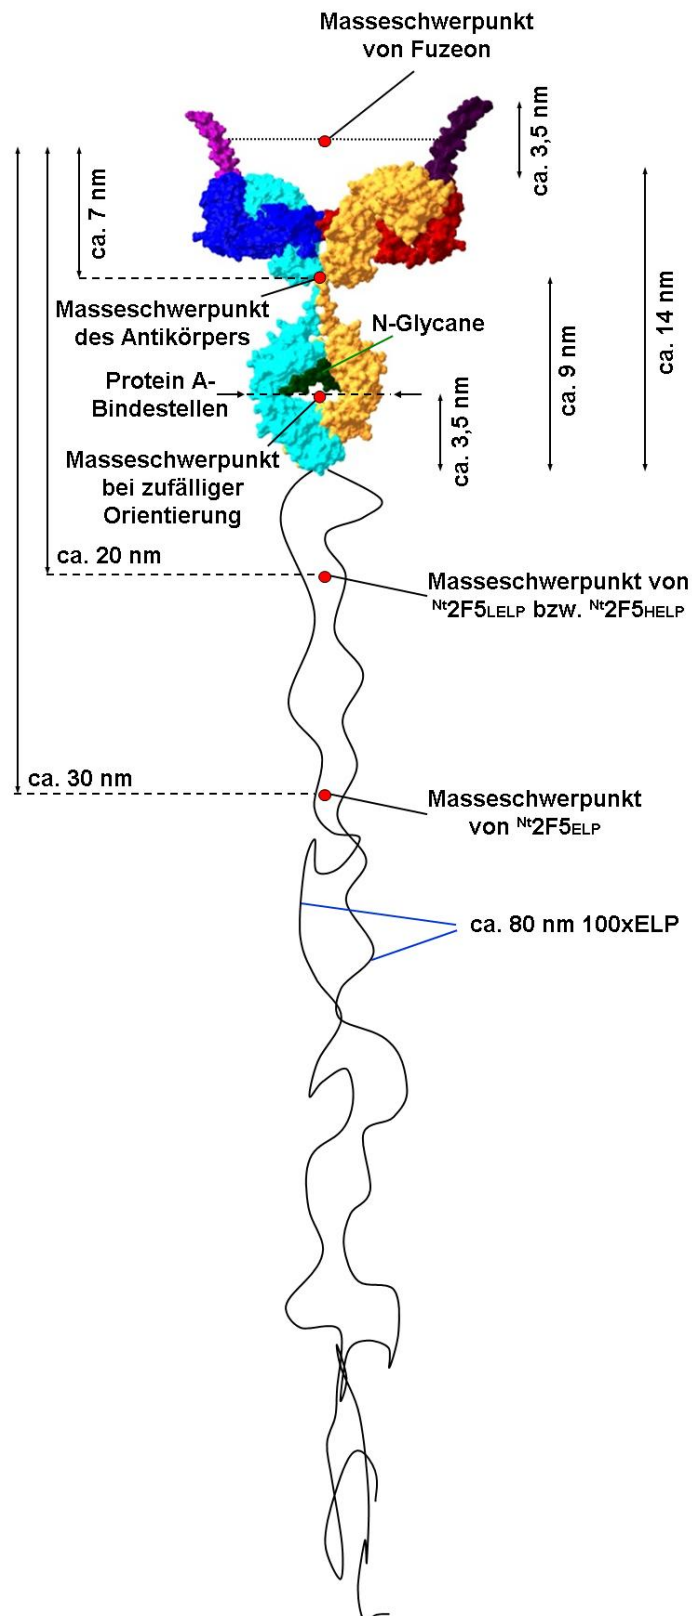 Masseschwerpunkt
von Fuzeon
ca. 3,5 nm
ca. 7 nm
ca. 14 nm
Masseschwerpunkt
des Antikörpers
N-Glycane
ca. 9 nm
Protein A-
Bindestellen
ca. 3,5 nm
Masseschwerpunkt
bei zufälliger
Orientierung
ca. 20 nm
Masseschwerpunkt von
Nt2F5LELP bzw. Nt2F5HELP
ca. 30 nm
Masseschwerpunkt
von Nt2F5ELP
ca. 80 nm 100xELP